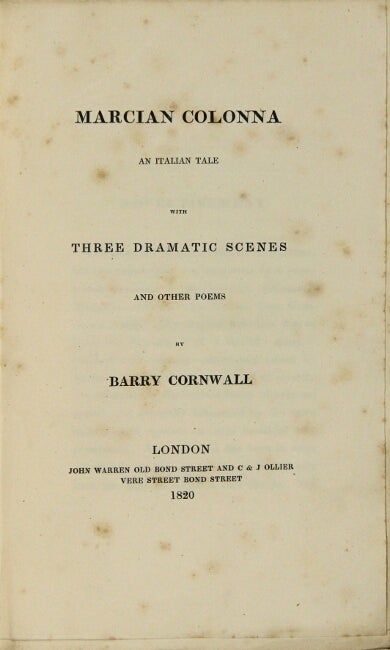 MARCIAN COLONNA
AN ITALIAN TALE
WITH
THREE DRAMATIC SCENES
AND OTHER POEMS
BY
BARRY CORNWALL
LONDON
JOHN WARREN OLD BOND STREET AND C & J OLLIER
VERE STREET BOND STREET
1820